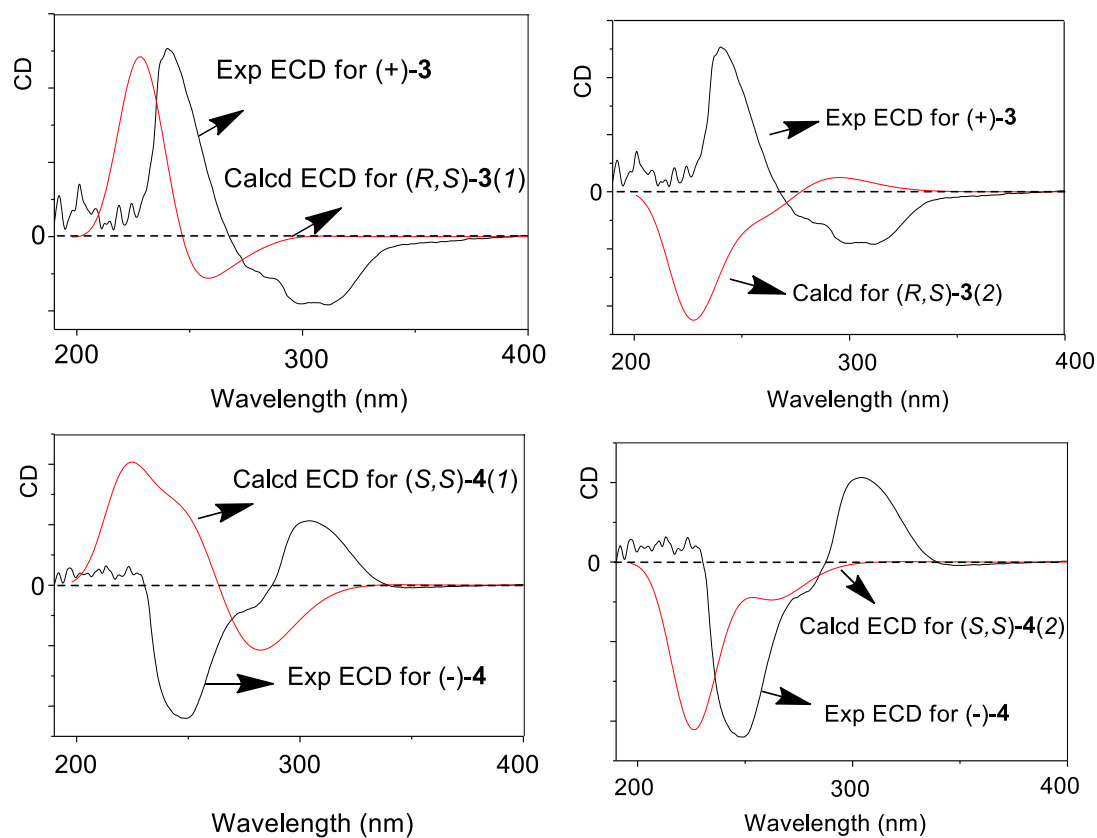 CD
Exp ECD for (+)-3
Calcd ECD for (R,S)-3(1)
0
200
300
400
Wavelength (nm)
CD
Exp ECD for (+)-3
0
Calcd for (R,S)-3(2)
200
300
400
Wavelength (nm)
CD
Calcd ECD for (S,S)-4(1)
0
Exp ECD for (-)-4
200
300
400
Wavelength (nm)
CD
0
Calcd ECD for (S,S)-4(2)
Exp ECD for (-)-4
200
300
400
Wavelength (nm)